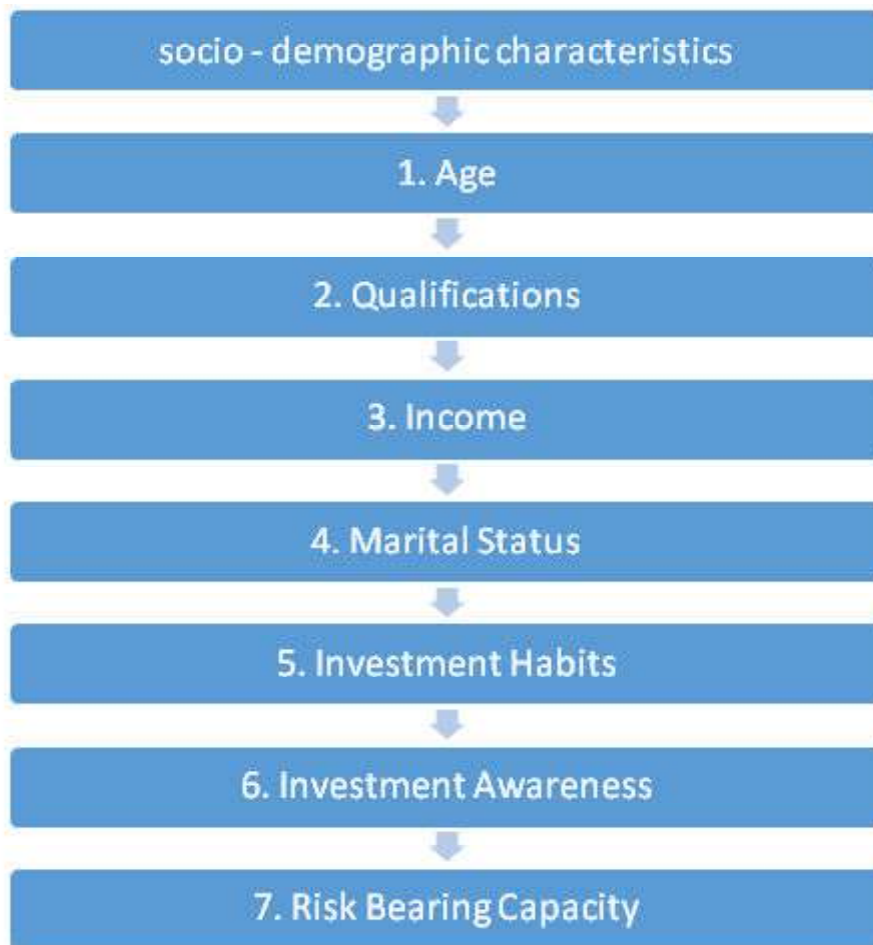 socio - demographic characteristics
1. Age
2. Qualifications
3. Income
4. Marital Status
5. Investment Habits
6. Investment Awareness
7. Risk Bearing Capacity